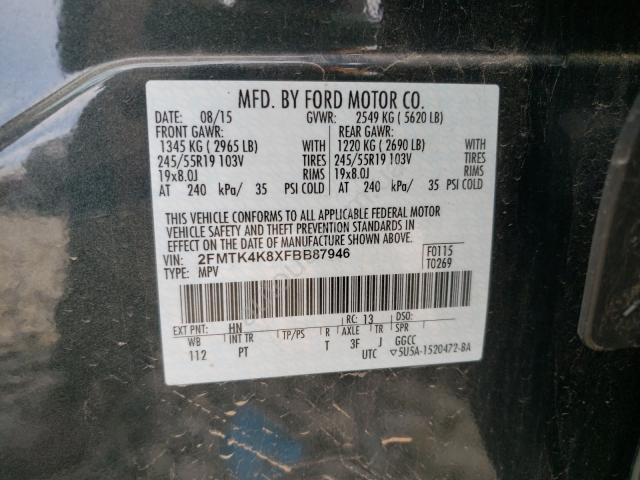 MFD. BY FORD MOTOR CO.
DATE: 08/15 GVWR: 2549 KG ( 5620 LB)
FRONT GAWR: REAR GAWR:
1345 KG ( 2965 LB) WITH 1220 KG ( 2690 LB) WITH
245/55R19 103V TIRES 245/55R19 103V TIRES
19x8.0J RIMS 19x8.0J RIMS
AT 240 kPa/ 35 PSI COLD AT 240 kPa/ 35 PSI COLD
THIS VEHICLE CONFORMS TO ALL APPLICABLE FEDERAL MOTOR
VEHICLE SAFETY AND THEFT PREVENTION STANDARDS IN
EFFECT ON THE DATE OF MANUFACTURE SHOWN ABOVE.
VIN: 2FMTK4K8XFBB87946 F0115
TYPE: MPV T0269
EXT PNT: HN RC: 13 DSO:
WB INT TR TP/PS R AXLE TR SPR
112 PT T 3F J GGCC
UTC ▽5U5A-1520472-BA